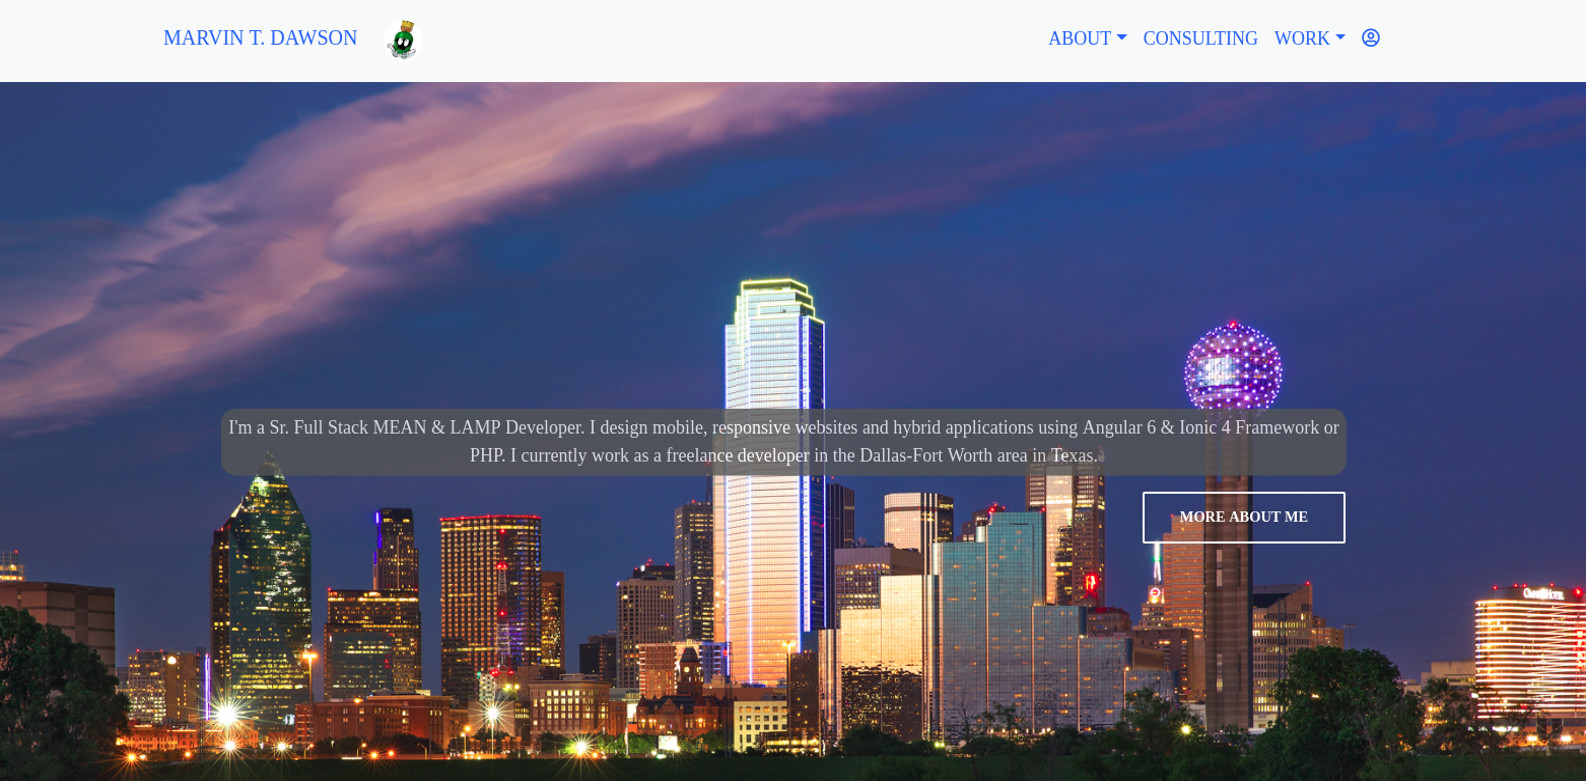 MARVIN T. DAWSON
ABOUT CONSULTING WORK
I'm a Sr. Full Stack MEAN & LAMP Developer. I design mobile, responsive websites and hybrid applications using Angular 6 & Ionic 4 Framework or
PHP. I currently work as a freelance developer in the Dallas-Fort Worth area in Texas.
MORE ABOUT ME
Omni Hotel